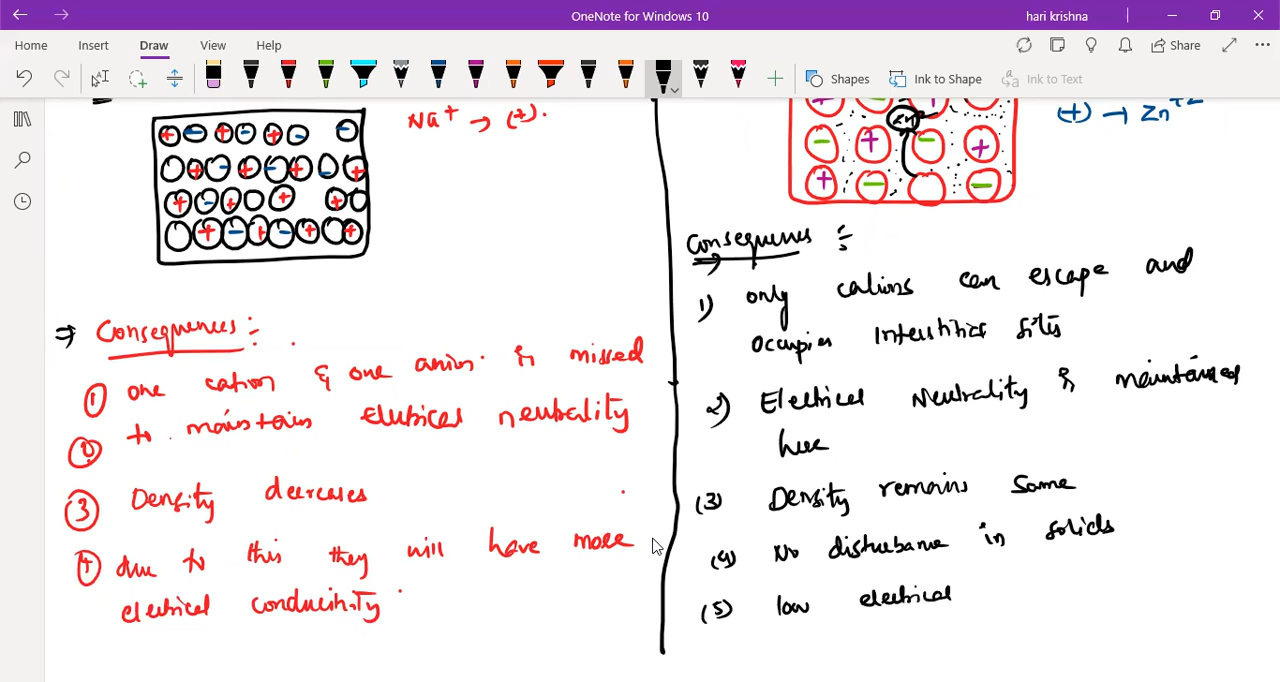 OneNote for Windows 10
hari krishna
Home Insert Draw View Help
Share
Shapes
Ink to Shape
Ink to Text
Na+ → (+).
(+) → Zn+2
Zn+2
⇒ Consequences :-
① one cation & one anion is missed
② to maintain electrical neutrality
③ Density decreases
④ due to this they will have more
electrical conductivity
Consequenes :-
1) only cations can escape and
Occupies Interstitial sites
2) Electrical Neutrality is maintained
here
(3) Density remains Same
(4) No disturbance in solids
(5) low electrical